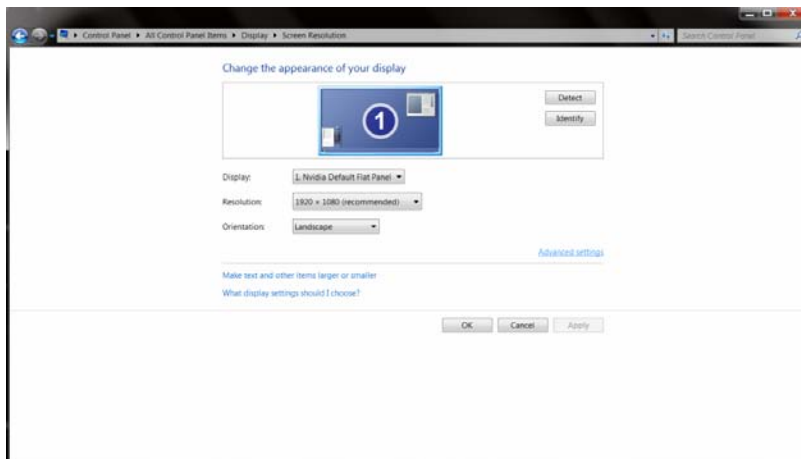 Control Panel ▸ All Control Panel Items ▸ Display ▸ Screen Resolution
Search Control Panel
Change the appearance of your display
1
Detect
Identify
Display: 1. Nvidia Default Flat Panel
Resolution: 1920 × 1080 (recommended)
Orientation: Landscape
Advanced settings
Make text and other items larger or smaller
What display settings should I choose?
OK Cancel Apply